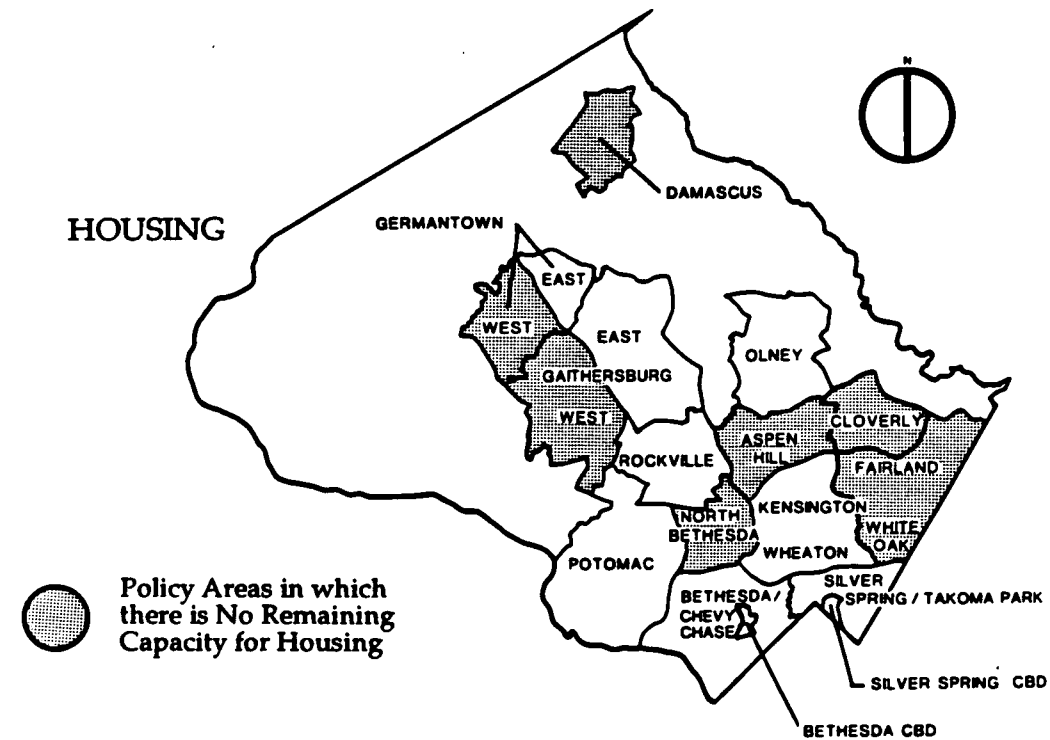 N
DAMASCUS
HOUSING
GERMANTOWN
EAST
WEST
EAST
OLNEY
GAITHERSBURG
WEST
CLOVERLY
ASPEN
HILL
ROCKVILLE
FAIRLAND
KENSINGTON
NORTH
BETHESDA
WHITE
OAK
WHEATON
POTOMAC
SILVER
SPRING / TAKOMA PARK
BETHESDA /
CHEVY
CHASE
Policy Areas in which
there is No Remaining
Capacity for Housing
SILVER SPRING CBD
BETHESDA CBD